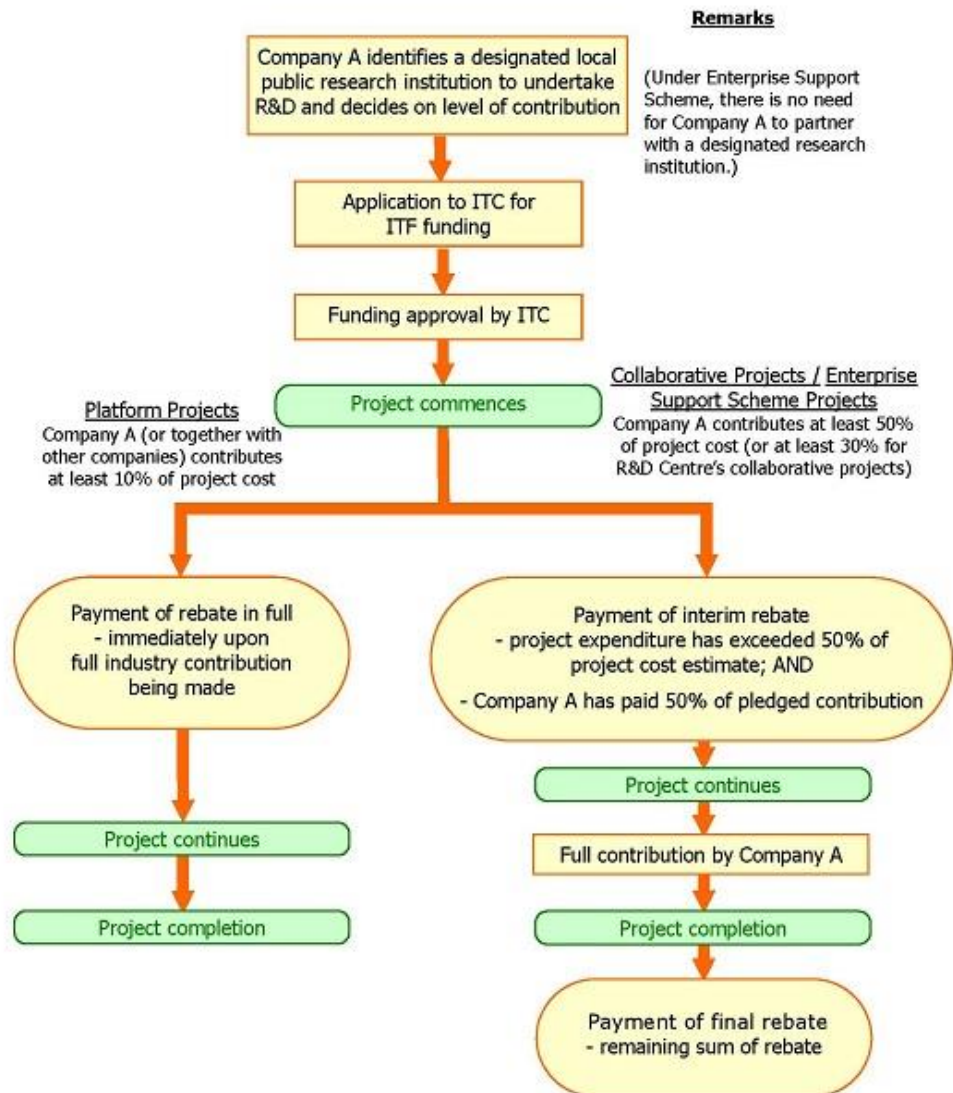 Remarks
Company A identifies a designated local
public research institution to undertake
R&D and decides on level of contribution
(Under Enterprise Support
Scheme, there is no need
for Company A to partner
with a designated research
institution.)
Application to ITC for
ITF funding
Funding approval by ITC
Project commences
Platform Projects
Company A (or together with
other companies) contributes
at least 10% of project cost
Collaborative Projects / Enterprise
Support Scheme Projects
Company A contributes at least 50%
of project cost (or at least 30% for
R&D Centre's collaborative projects)
Payment of rebate in full
- immediately upon
full industry contribution
being made
Project continues
Project completion
Payment of interim rebate
- project expenditure has exceeded 50% of
project cost estimate; AND
- Company A has paid 50% of pledged contribution
Project continues
Full contribution by Company A
Project completion
Payment of final rebate
- remaining sum of rebate